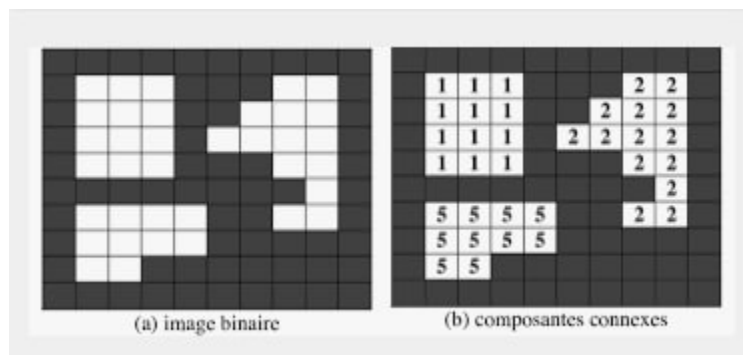 1 1 1 2 2
1 1 1 2 2 2
1 1 1 2 2 2 2
1 1 1 2 2
2
5 5 5 5 2 2
5 5 5 5
5 5
(a) image binaire
(b) composantes connexes